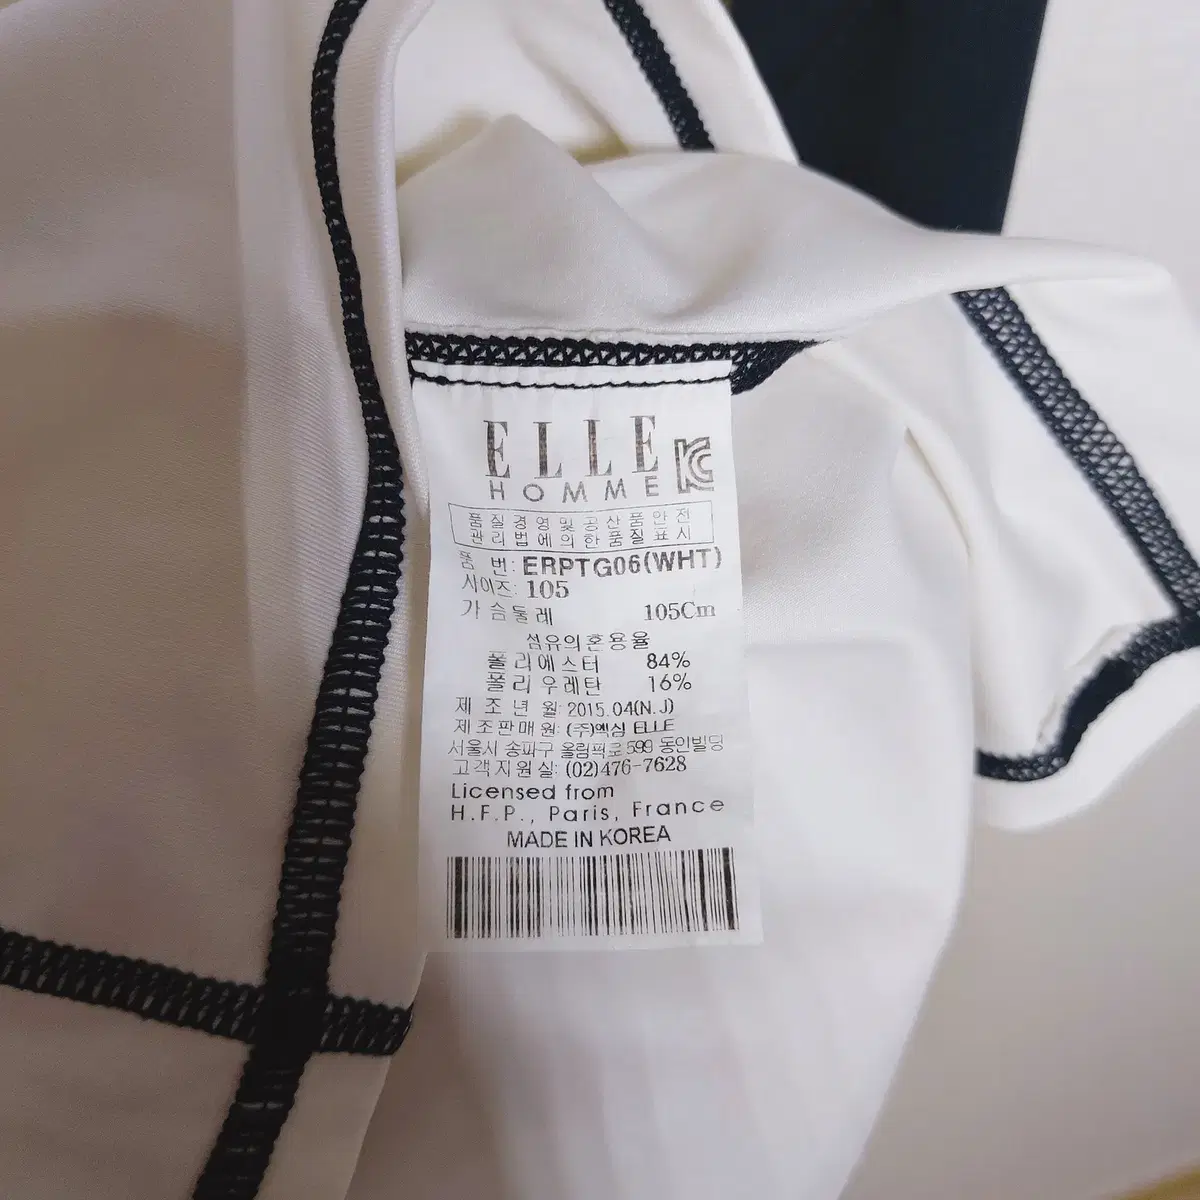 ELLE
HOMME
품질경영및공산품안전
관리법에의한품질표시
품 번: ERPTG06(WHT)
사이즈: 105
가슴둘레 105Cm
섬유의혼용율
폴리에스터 84%
폴리우레탄 16%
제 조 년 월: 2015.04(N.J)
제조판매원: (주)엑심 ELLE
서울시 송파구 올림픽로 599 동인빌딩
고객지원실: (02)476-7628
Licensed from
H.F.P., Paris, France
MADE IN KOREA